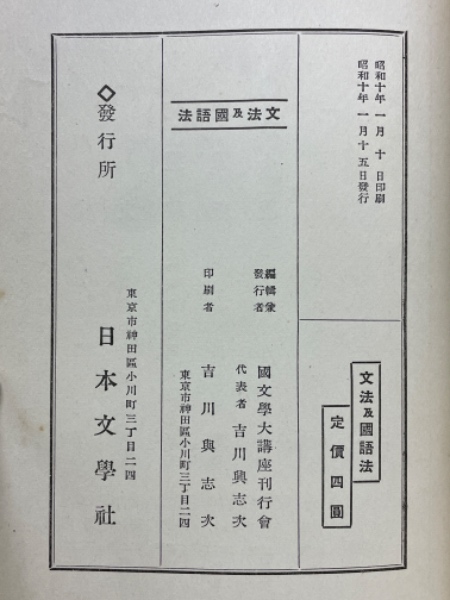 昭和十年一月十日印刷
昭和十年一月十五日發行
文法及國語法
定價四圓
文法及國語法
編輯兼
發行者
國文學大講座刊行會
代表者 吉川興志次
印刷者 吉川與志次
東京市神田區小川町三丁目二四
◇發行所
東京市神田區小川町三丁目二四
日本文學社